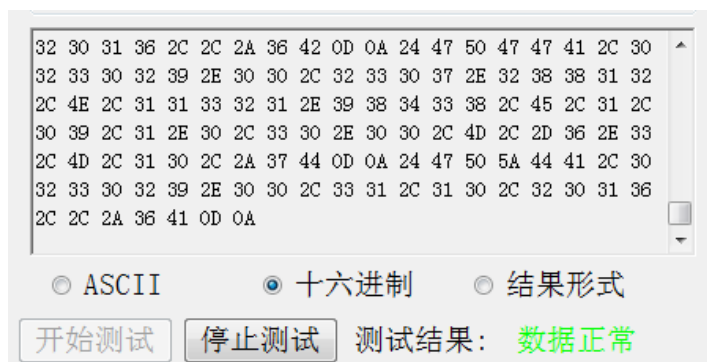 32 30 31 36 2C 2C 2A 36 42 0D 0A 24 47 50 47 47 41 2C 30
32 33 30 32 39 2E 30 30 2C 32 33 30 37 2E 32 38 38 31 32
2C 4E 2C 31 31 33 32 31 2E 39 38 34 33 38 2C 45 2C 31 2C
30 39 2C 31 2E 30 2C 33 30 2E 30 30 2C 4D 2C 2D 36 2E 33
2C 4D 2C 31 30 2C 2A 37 44 0D 0A 24 47 50 5A 44 41 2C 30
32 33 30 32 39 2E 30 30 2C 33 31 2C 31 30 2C 32 30 31 36
2C 2C 2A 36 41 0D 0A
ASCII 十六进制 结果形式
开始测试 停止测试 测试结果: 数据正常